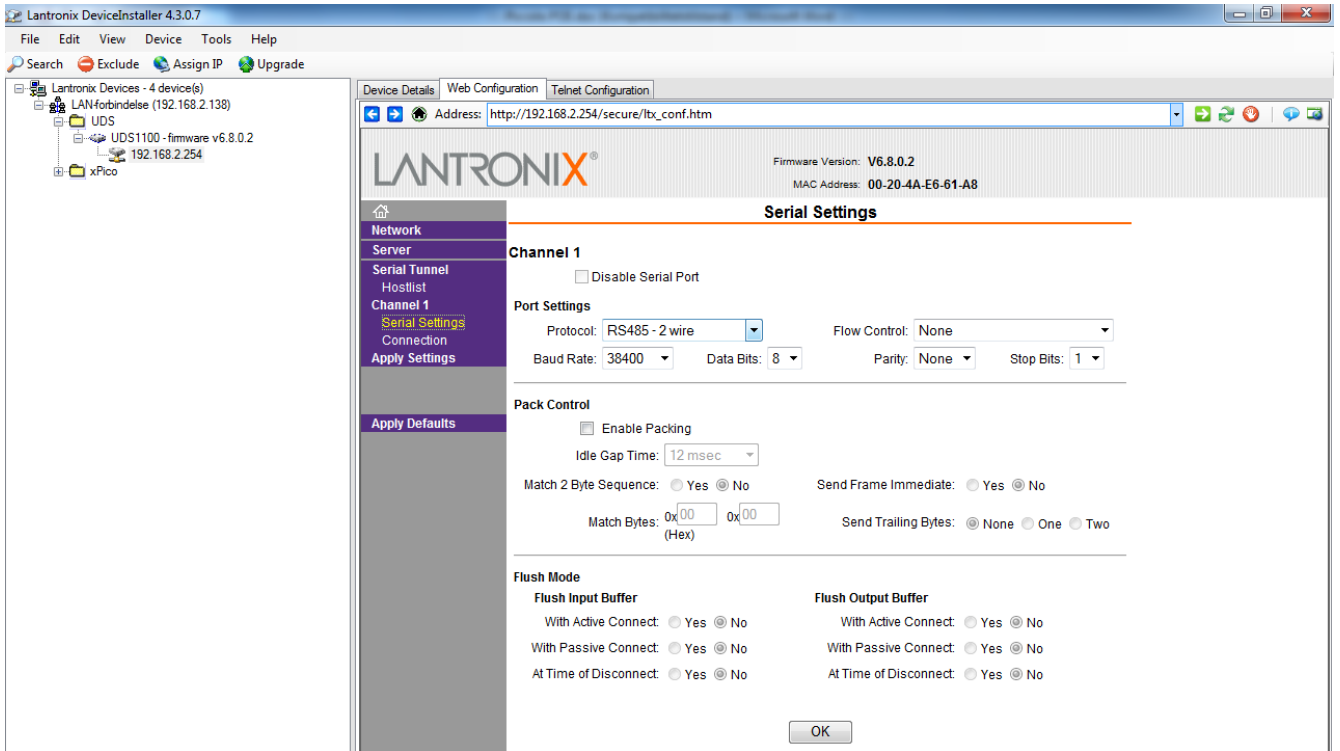 Lantronix DeviceInstaller 4.3.0.7
File Edit View Device Tools Help
Search Exclude Assign IP Upgrade
Lantronix Devices - 4 device(s)
LAN-forbindelse (192.168.2.138)
UDS
UDS1100 - firmware v6.8.0.2
192.168.2.254
xPico
Device Details Web Configuration Telnet Configuration
Address: http://192.168.2.254/secure/ltx_conf.htm
LANTRONIX®
Firmware Version: V6.8.0.2
MAC Address: 00-20-4A-E6-61-A8
Network
Server
Serial Tunnel
Hostlist
Channel 1
Serial Settings
Connection
Apply Settings
Apply Defaults
Serial Settings
Channel 1
Disable Serial Port
Port Settings
Protocol: RS485 - 2 wire Flow Control: None
Baud Rate: 38400 Data Bits: 8 Parity: None Stop Bits: 1
Pack Control
Enable Packing
Idle Gap Time: 12 msec
Match 2 Byte Sequence: Yes No Send Frame Immediate: Yes No
Match Bytes: 0x 00 0x 00 Send Trailing Bytes: None One Two
(Hex)
Flush Mode
Flush Input Buffer Flush Output Buffer
With Active Connect: Yes No With Active Connect: Yes No
With Passive Connect: Yes No With Passive Connect: Yes No
At Time of Disconnect: Yes No At Time of Disconnect: Yes No
OK